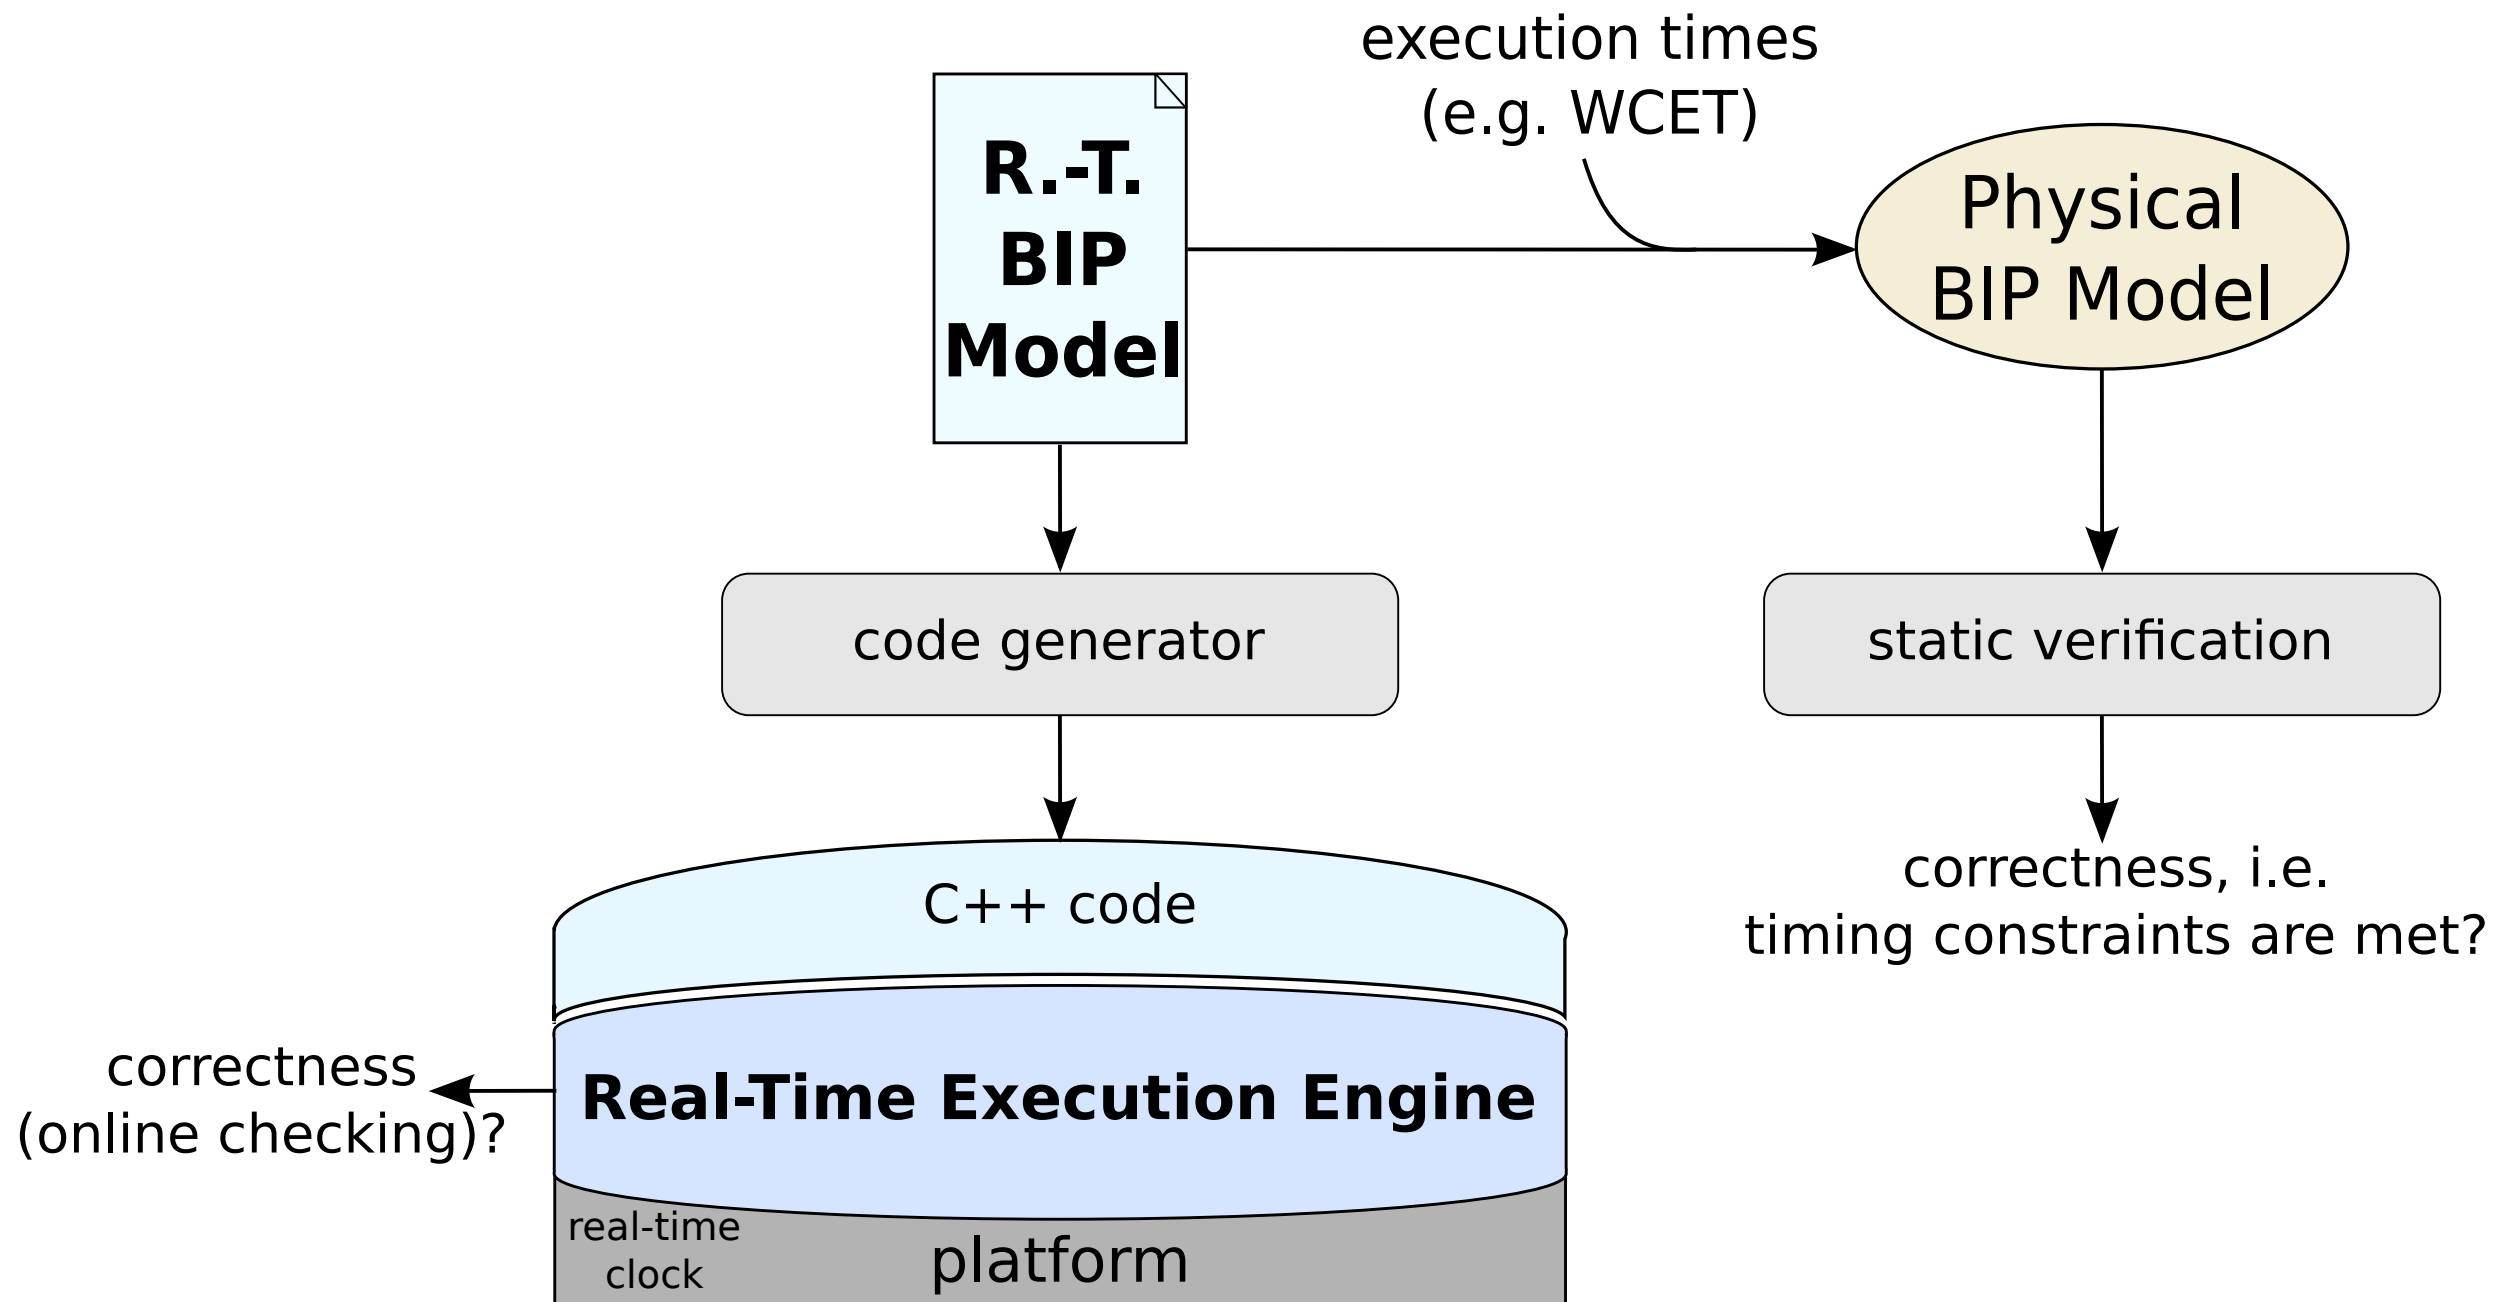 execution times
(e.g. WCET)
R.-T.
BIP
Model
Physical
BIP Model
code generator
static verification
C++ code
correctness, i.e.
timing constraints are met?
correctness
(online checking)?
Real-Time Execution Engine
real-time
clock
platform